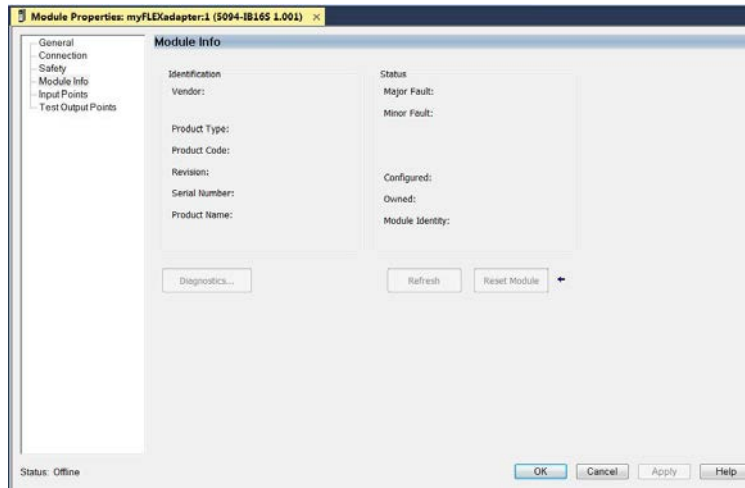 Module Properties: myFLEXadapter:1 (5094-IB16S 1.001) ×
General
Connection
Safety
Module Info
Input Points
Test Output Points
Module Info
Identification
Vendor:
Product Type:
Product Code:
Revision:
Serial Number:
Product Name:
Status
Major Fault:
Minor Fault:
Configured:
Owned:
Module Identity:
Diagnostics...
Refresh
Reset Module
Status: Offline
OK
Cancel
Apply
Help